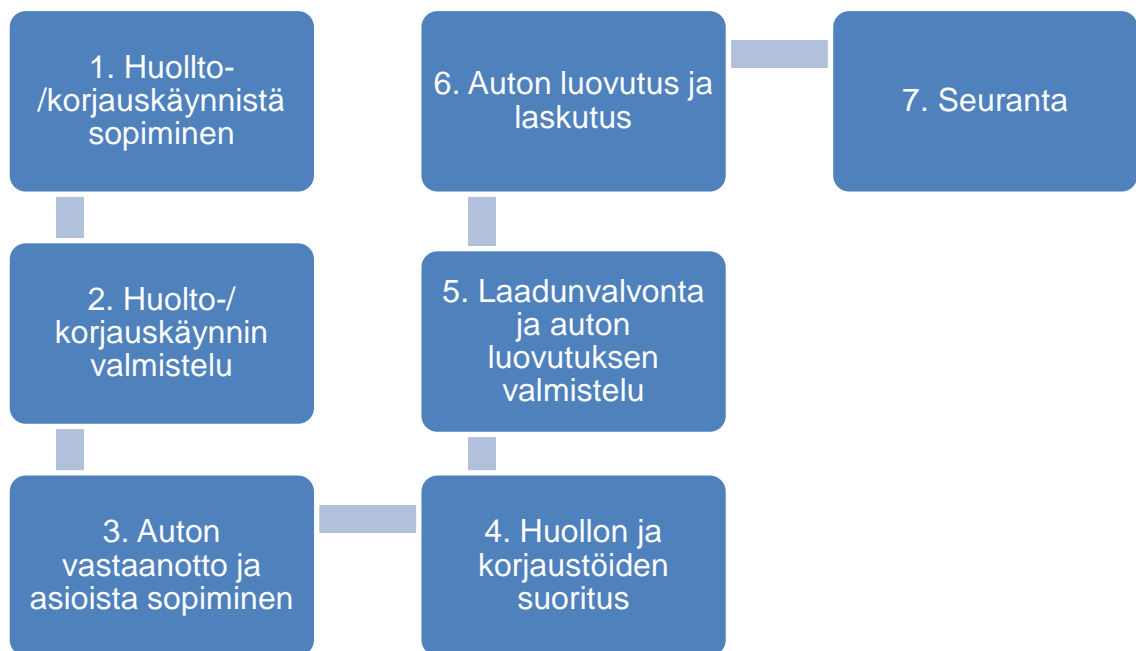 1. Huollto-
/korjauskäynnistä
sopiminen
2. Huolto-/
korjauskäynnin
valmistelu
3. Auton
vastaanotto ja
asioista sopiminen
4. Huollon ja
korjaustöiden
suoritus
5. Laadunvalvonta
ja auton
luovutuksen
valmistelu
6. Auton luovutus ja
laskutus
7. Seuranta